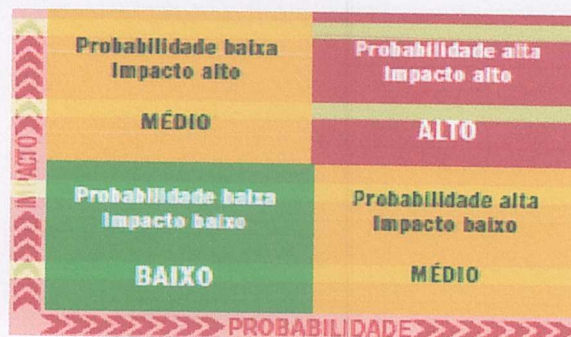 Probabilidade baixa
Impacto alto
MÉDIO
Probabilidade alta
Impacto alto
ALTO
Probabilidade baixa
Impacto baixo
BAIXO
Probabilidade alta
Impacto baixo
MÉDIO
IMPACTO
PROBABILIDADE